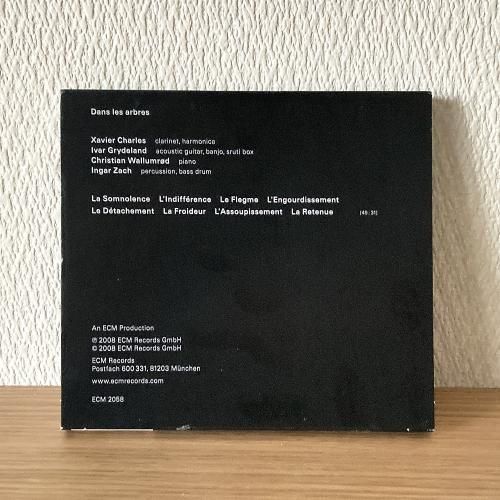 Dans les arbres
Xavier Charles clarinet, harmonica
Ivar Grydeland acoustic guitar, banjo, sruti box
Christian Wallumrød piano
Ingar Zach percussion, bass drum
La Somnolence L'Indifférence Le Flegme L'Engourdissement
Le Détachement La Froideur L'Assoupissement La Retenue [49:31]
An ECM Production
℗ 2008 ECM Records GmbH
© 2008 ECM Records GmbH
ECM Records
Postfach 600 331, 81203 München
www.ecmrecords.com
ECM 2058